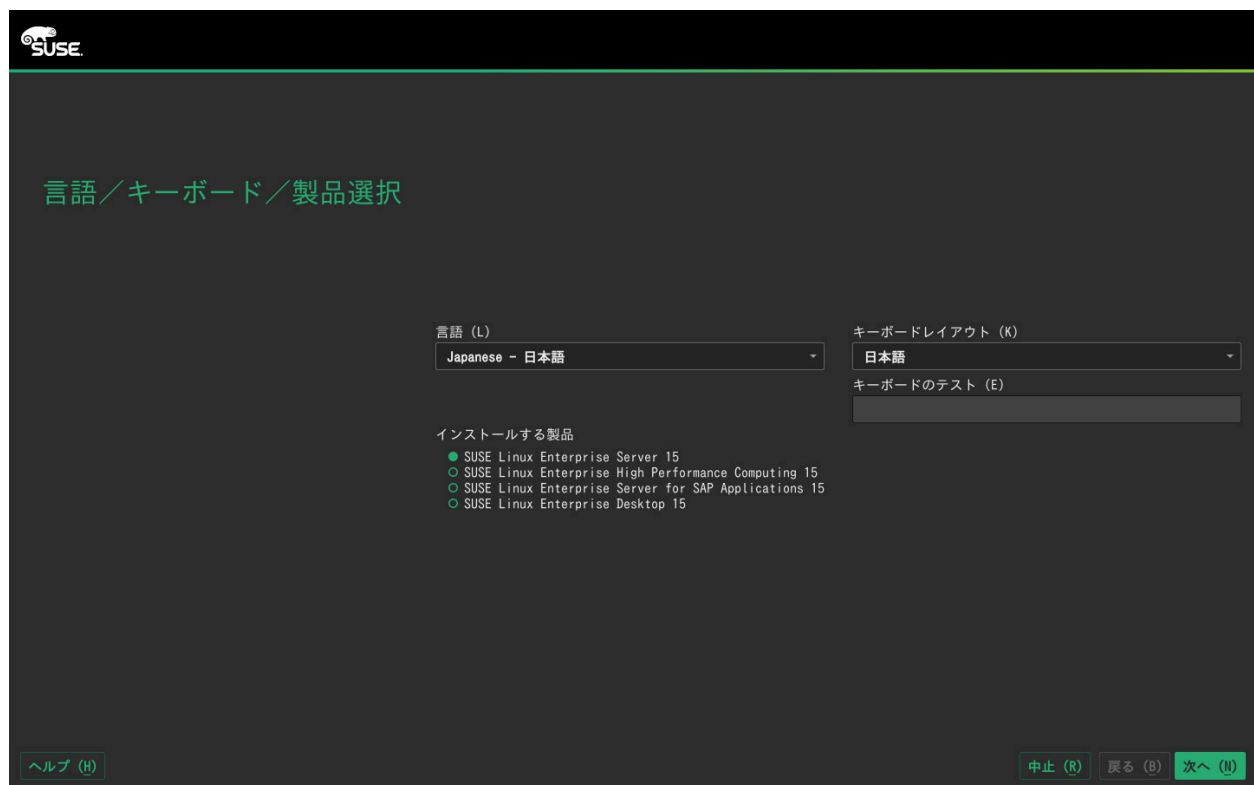 SUSE.
言語／キーボード／製品選択
言語 (L)
Japanese - 日本語
キーボードレイアウト (K)
日本語
キーボードのテスト (E)
インストールする製品
SUSE Linux Enterprise Server 15
SUSE Linux Enterprise High Performance Computing 15
SUSE Linux Enterprise Server for SAP Applications 15
SUSE Linux Enterprise Desktop 15
ヘルプ (H)
中止 (R)
戻る (B)
次へ (N)